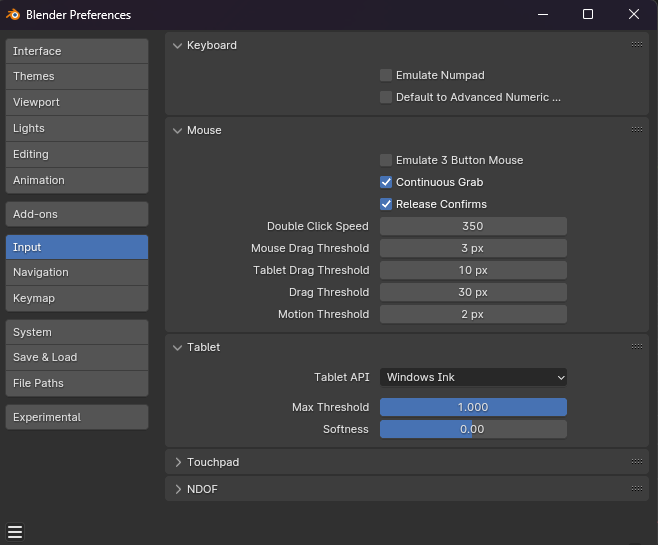 Blender Preferences
Interface
Themes
Viewport
Lights
Editing
Animation
Add-ons
Input
Navigation
Keymap
System
Save & Load
File Paths
Experimental
Keyboard
Emulate Numpad
Default to Advanced Numeric ...
Mouse
Emulate 3 Button Mouse
Continuous Grab
Release Confirms
Double Click Speed 350
Mouse Drag Threshold 3 px
Tablet Drag Threshold 10 px
Drag Threshold 30 px
Motion Threshold 2 px
Tablet
Tablet API Windows Ink
Max Threshold 1.000
Softness 0.00
Touchpad
NDOF